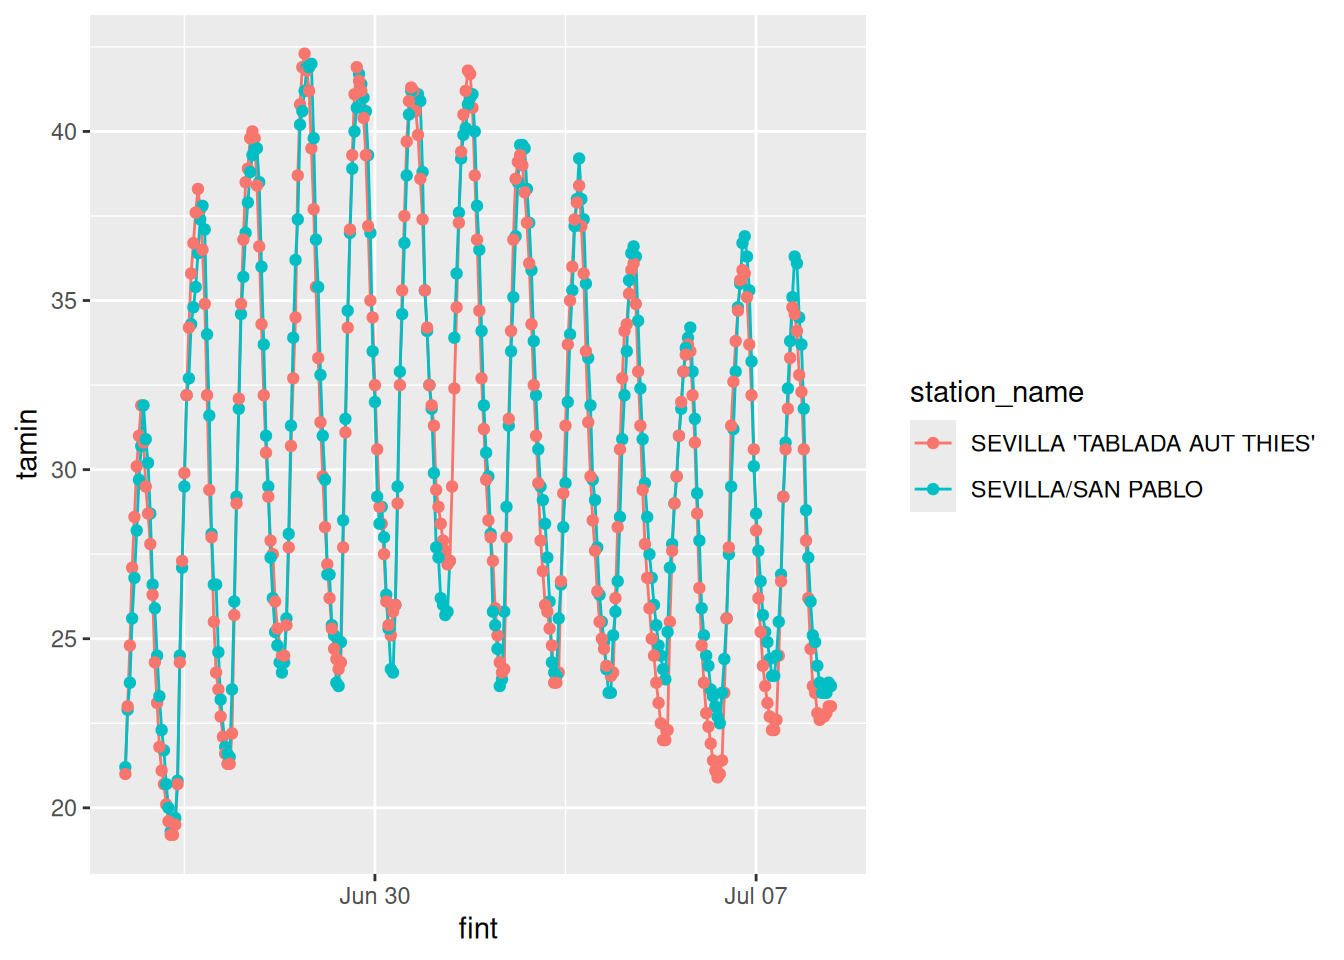 40
35
30
25
20
tamin
Jun 30
Jul 07
fint
station_name
SEVILLA 'TABLADA AUT THIES'
SEVILLA/SAN PABLO